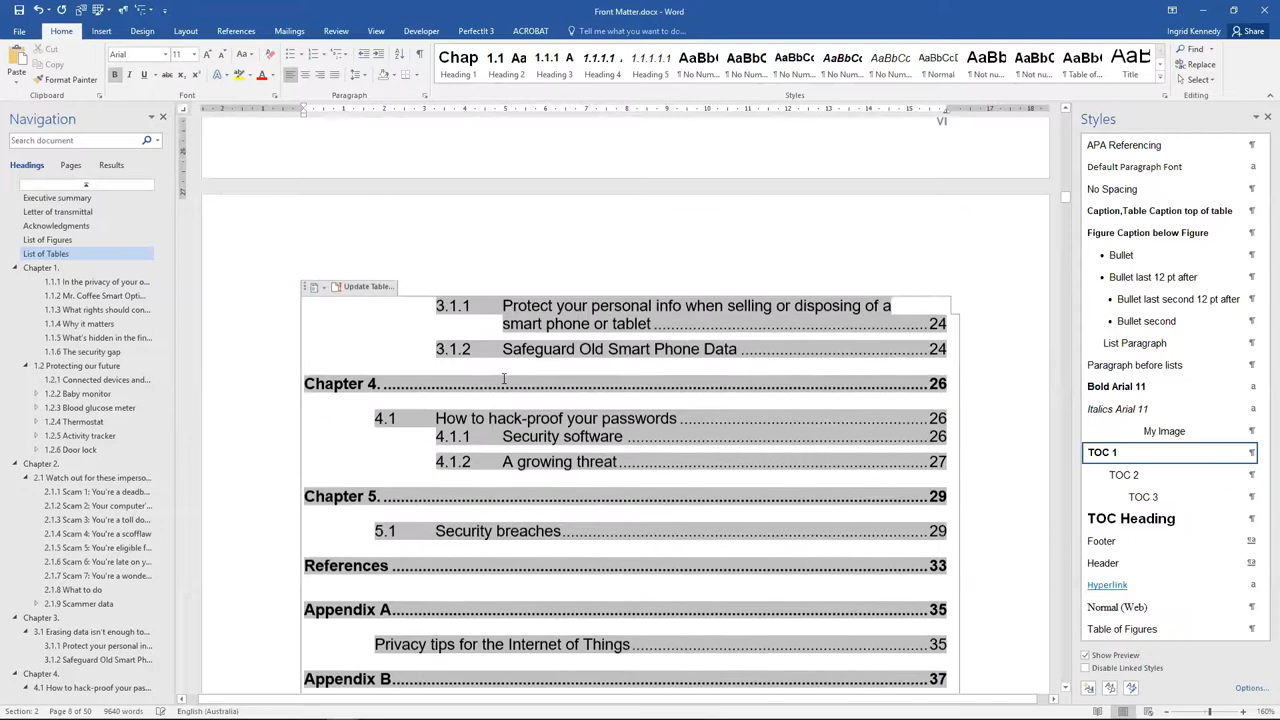 Front Matter.docx - Word
Ingrid Kennedy
Share
File Home Insert Draw Design Layout References Mailings Review View Developer PerfectIt 3 ACROBAT Tell me what you want to do...
Paste
Cut
Copy
Format Painter
Clipboard
Arial 11
Font
Paragraph
Chap 1.1 Aa 1.1.1 A 1.1.1.1 1.1.1.1.1
Heading 1 Heading 2 Heading 3 Heading 4 Heading 5 ¶ No Num... ¶ No Num... ¶ No Num... ¶ No Num... ¶ Normal ¶ Not nu... ¶ Not nu... ¶ Table of... Title
Styles
Find
Replace
Select
Editing
Navigation
Search document
Headings Pages Results
Executive summary
Letter of transmittal
Acknowledgments
List of Figures
List of Tables
Chapter 1.
1.1.1 In the privacy of your o...
1.1.2 Mr. Coffee Smart Opti...
1.1.3 What rights should con...
1.1.4 Why it matters
1.1.5 What's hidden in the fin...
1.1.6 The security gap
1.2 Protecting our future
1.2.1 Connected devices and...
1.2.2 Baby monitor
1.2.3 Blood glucose meter
1.2.4 Thermostat
1.2.5 Activity tracker
1.2.6 Door lock
Chapter 2.
2.1 Watch out for these imperso...
2.1.1 Scam 1: You're a deadb...
2.1.2 Scam 2: Your computer'...
2.1.3 Scam 3: You're a toll do...
2.1.4 Scam 4: You're a scofflaw
2.1.5 Scam 5: You're eligible f...
2.1.6 Scam 6: You're late on y...
2.1.7 Scam 7: You're a wonde...
2.1.8 What to do
2.1.9 Scammer data
Chapter 3.
3.1 Erasing data isn't enough to...
3.1.1 Protect your personal in...
3.1.2 Safeguard Old Smart Ph...
Chapter 4.
4.1 How to hack-proof your pas...
VI
Update Table...
3.1.1 Protect your personal info when selling or disposing of a
smart phone or tablet ........ 24
3.1.2 Safeguard Old Smart Phone Data ........ 24
Chapter 4. ........ 26
4.1 How to hack-proof your passwords ........ 26
4.1.1 Security software ........ 26
4.1.2 A growing threat ........ 27
Chapter 5. ........ 29
5.1 Security breaches ........ 29
References ........ 33
Appendix A ........ 35
Privacy tips for the Internet of Things ........ 35
Appendix B ........ 37
Styles
APA Referencing
Default Paragraph Font
No Spacing
Caption,Table Caption top of table
Figure Caption below Figure
Bullet
Bullet last 12 pt after
Bullet last second 12 pt after
Bullet second
List Paragraph
Paragraph before lists
Bold Arial 11
Italics Arial 11
My Image
TOC 1
TOC 2
TOC 3
TOC Heading
Footer
Header
Hyperlink
Normal (Web)
Table of Figures
Show Preview
Disable Linked Styles
Options...
Section: 2 Page 8 of 50 9640 words English (Australia) 160%